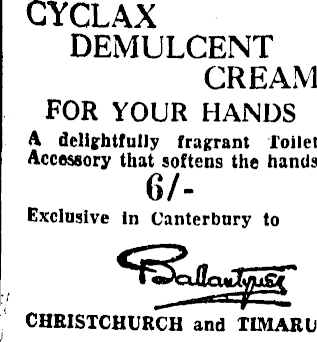 CYCLAX
DEMULCENT
CREAM
FOR YOUR HANDS
A delightfully fragrant Toilet
Accessory that softens the hands
6/-
Exclusive in Canterbury to
Ballantynes
CHRISTCHURCH and TIMARU